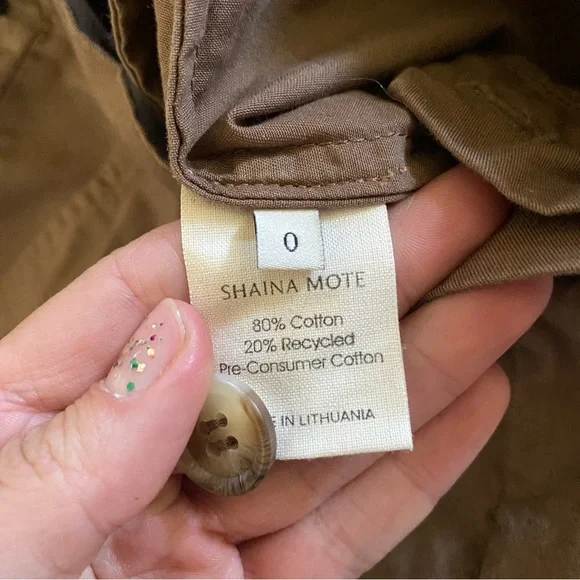 0
SHAINA MOTE
80% Cotton
20% Recycled
Pre-Consumer Cotton
IN LITHUANIA